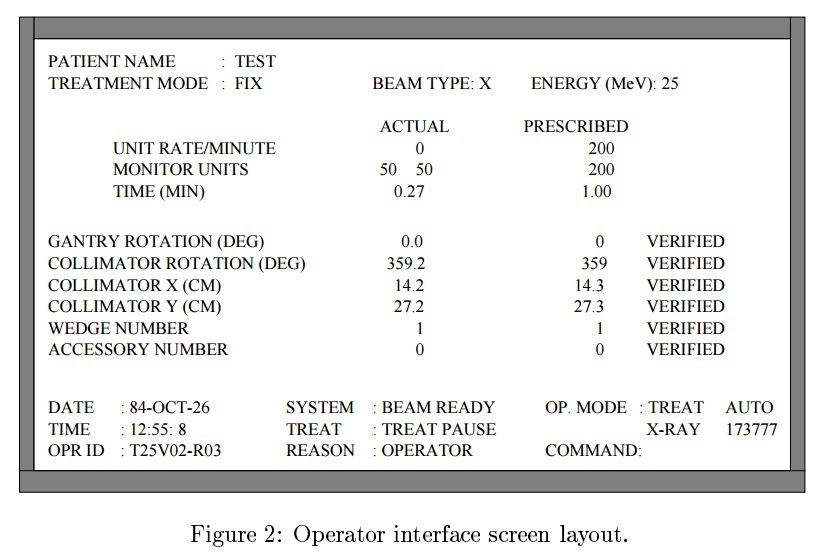 PATIENT NAME : TEST
TREATMENT MODE : FIX BEAM TYPE: X ENERGY (MeV): 25
ACTUAL PRESCRIBED
UNIT RATE/MINUTE 0 200
MONITOR UNITS 50 50 200
TIME (MIN) 0.27 1.00
GANTRY ROTATION (DEG) 0.0 0 VERIFIED
COLLIMATOR ROTATION (DEG) 359.2 359 VERIFIED
COLLIMATOR X (CM) 14.2 14.3 VERIFIED
COLLIMATOR Y (CM) 27.2 27.3 VERIFIED
WEDGE NUMBER 1 1 VERIFIED
ACCESSORY NUMBER 0 0 VERIFIED
DATE : 84-OCT-26 SYSTEM : BEAM READY OP. MODE : TREAT AUTO
TIME : 12:55: 8 TREAT : TREAT PAUSE X-RAY 173777
OPR ID : T25V02-R03 REASON : OPERATOR COMMAND:
Figure 2: Operator interface screen layout.